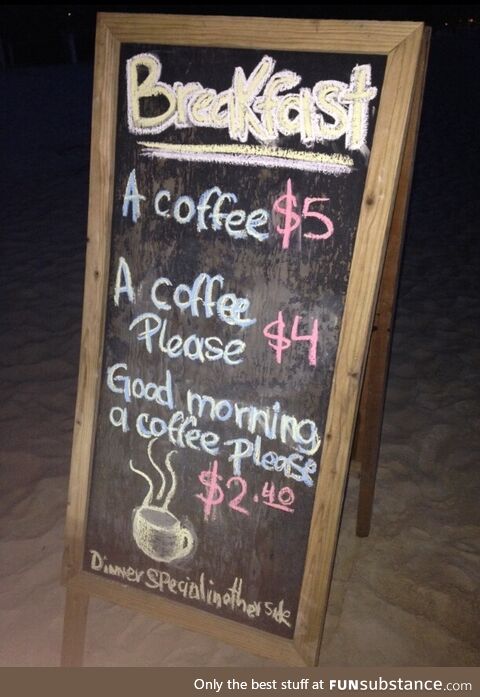 Breakfast
A coffee $5
A coffee
Please $4
Good morning
a coffee Please
$2.40
Dinner special in other side
Only the best stuff at FUNsubstance.com